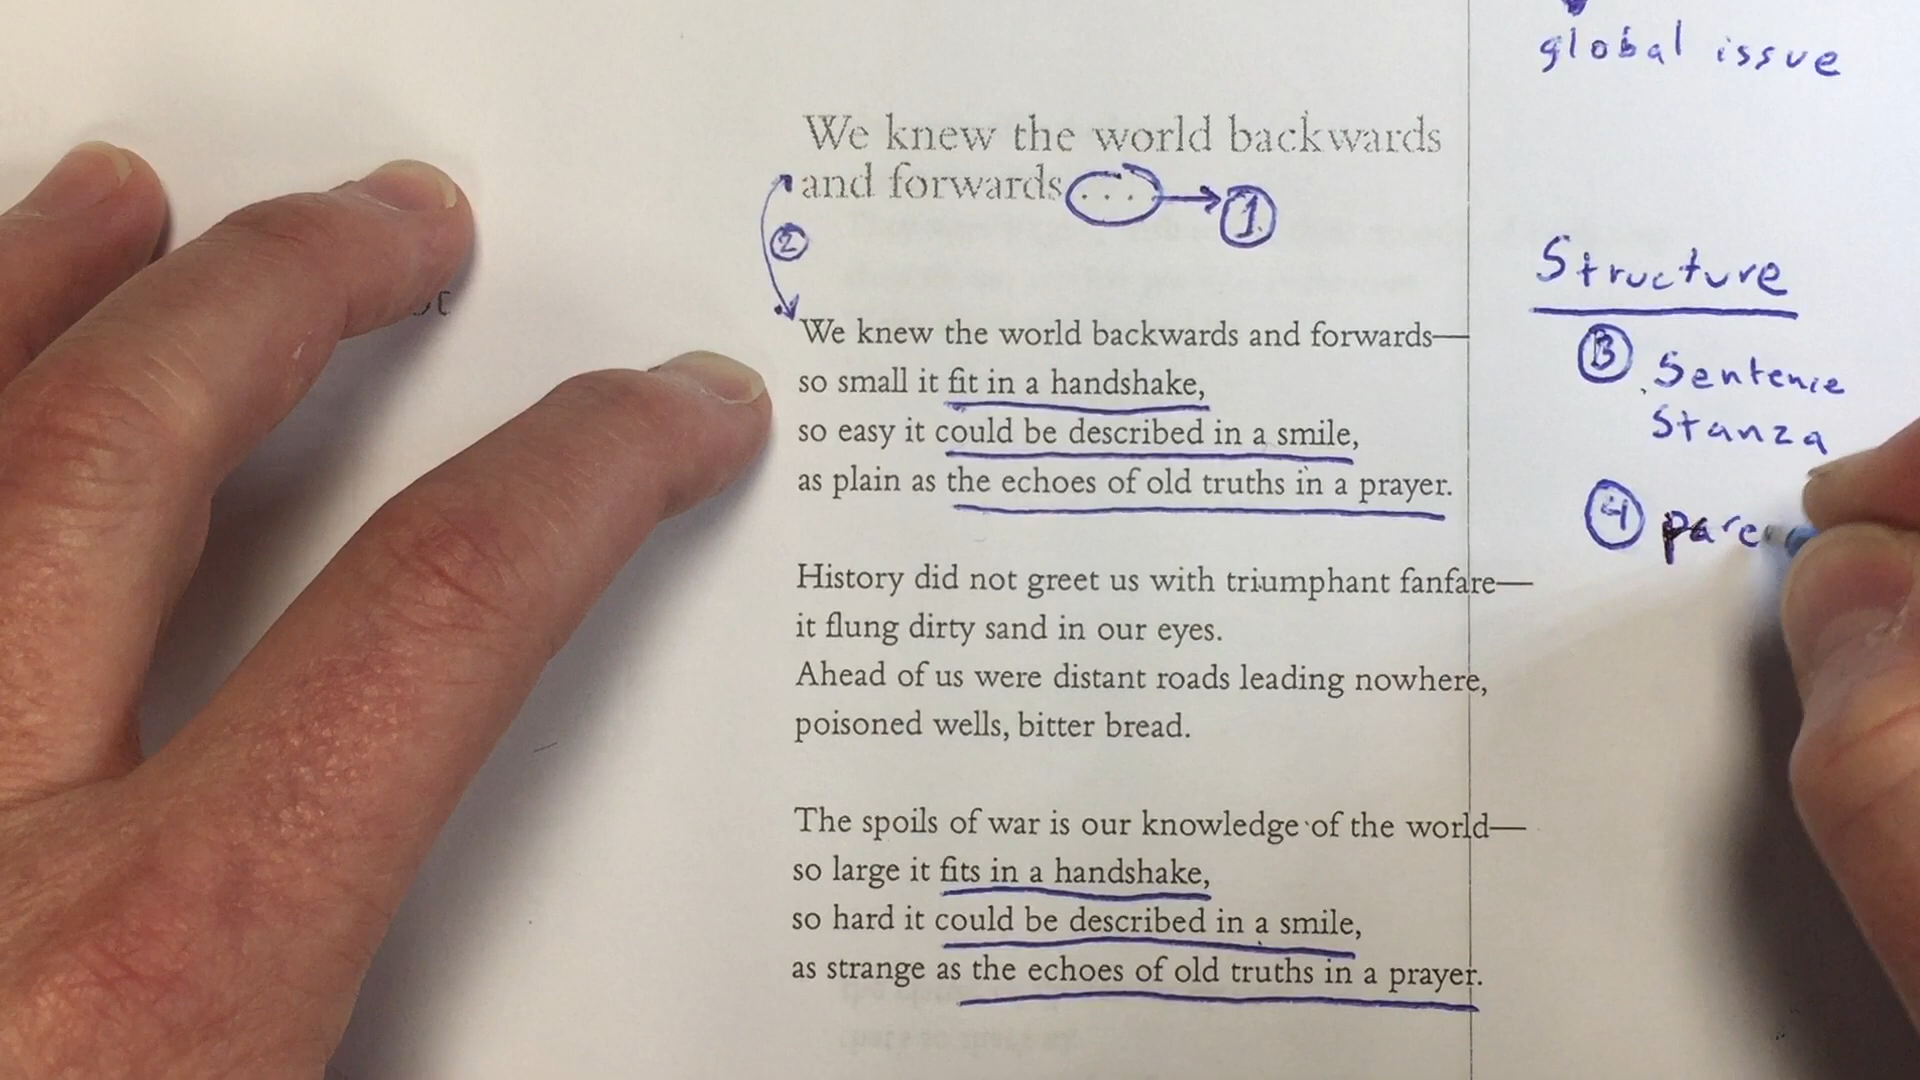 global issue
We knew the world backwards
and forwards... → 1.
2
We knew the world backwards and forwards—
so small it fit in a handshake,
so easy it could be described in a smile,
as plain as the echoes of old truths in a prayer.
History did not greet us with triumphant fanfare—
it flung dirty sand in our eyes.
Ahead of us were distant roads leading nowhere,
poisoned wells, bitter bread.
The spoils of war is our knowledge of the world—
so large it fits in a handshake,
so hard it could be described in a smile,
as strange as the echoes of old truths in a prayer.
Structure
3 Sentence
Stanza
4 pare